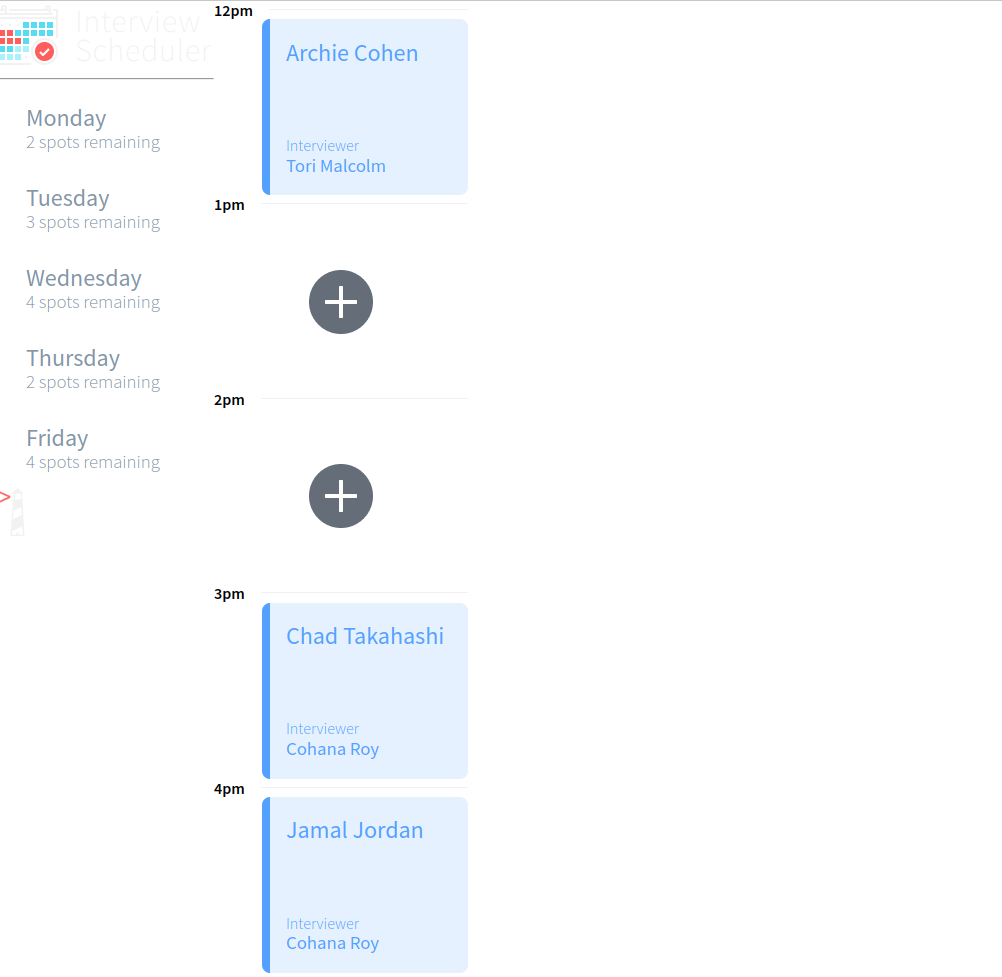 Interview
Scheduler
Monday
2 spots remaining
Tuesday
3 spots remaining
Wednesday
4 spots remaining
Thursday
2 spots remaining
Friday
4 spots remaining
>
12pm
Archie Cohen
Interviewer
Tori Malcolm
1pm
2pm
3pm
Chad Takahashi
Interviewer
Cohana Roy
4pm
Jamal Jordan
Interviewer
Cohana Roy